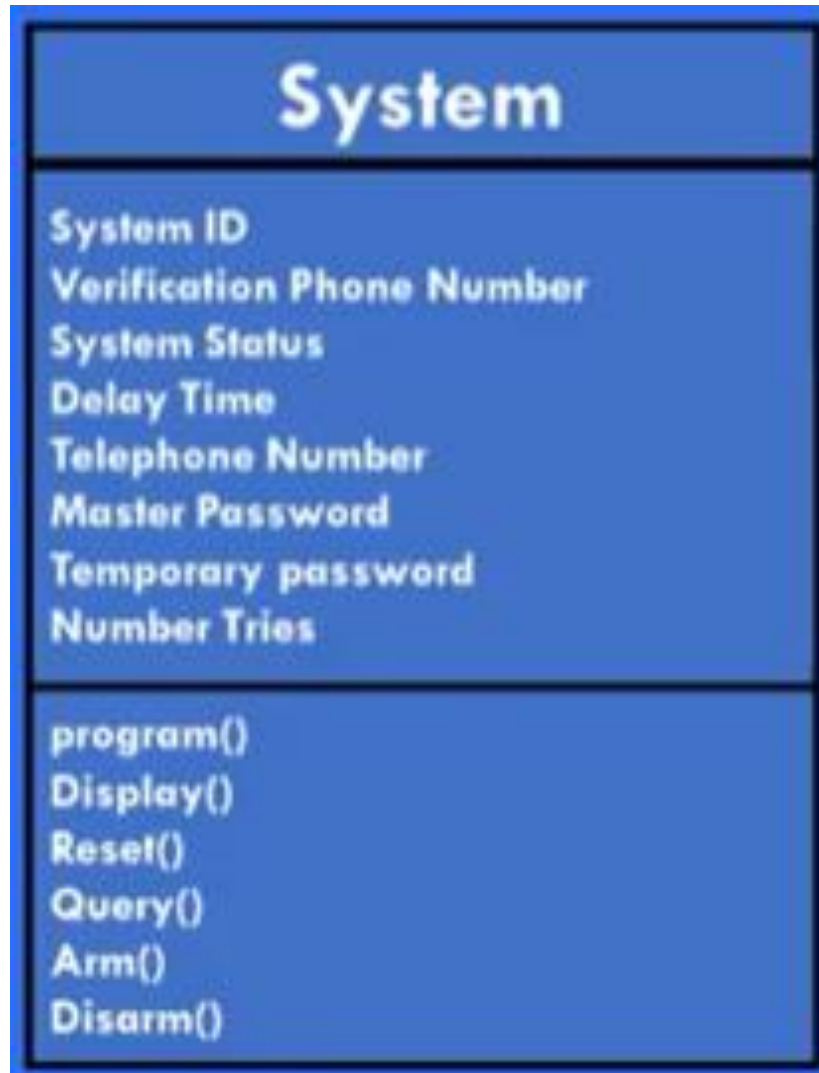 System
System ID
Verification Phone Number
System Status
Delay Time
Telephone Number
Master Password
Temporary password
Number Tries
program()
Display()
Reset()
Query()
Arm()
Disarm()